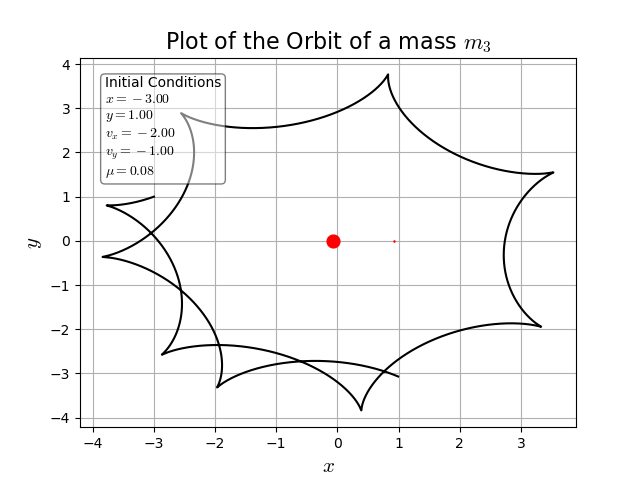 Plot of the Orbit of a mass m₃
4
3
2
1
0
−1
−2
−3
−4
y
Initial Conditions
x = −3.00
y = 1.00
vₓ = −2.00
v_y = −1.00
μ = 0.08
−4 −3 −2 −1 0 1 2 3
x